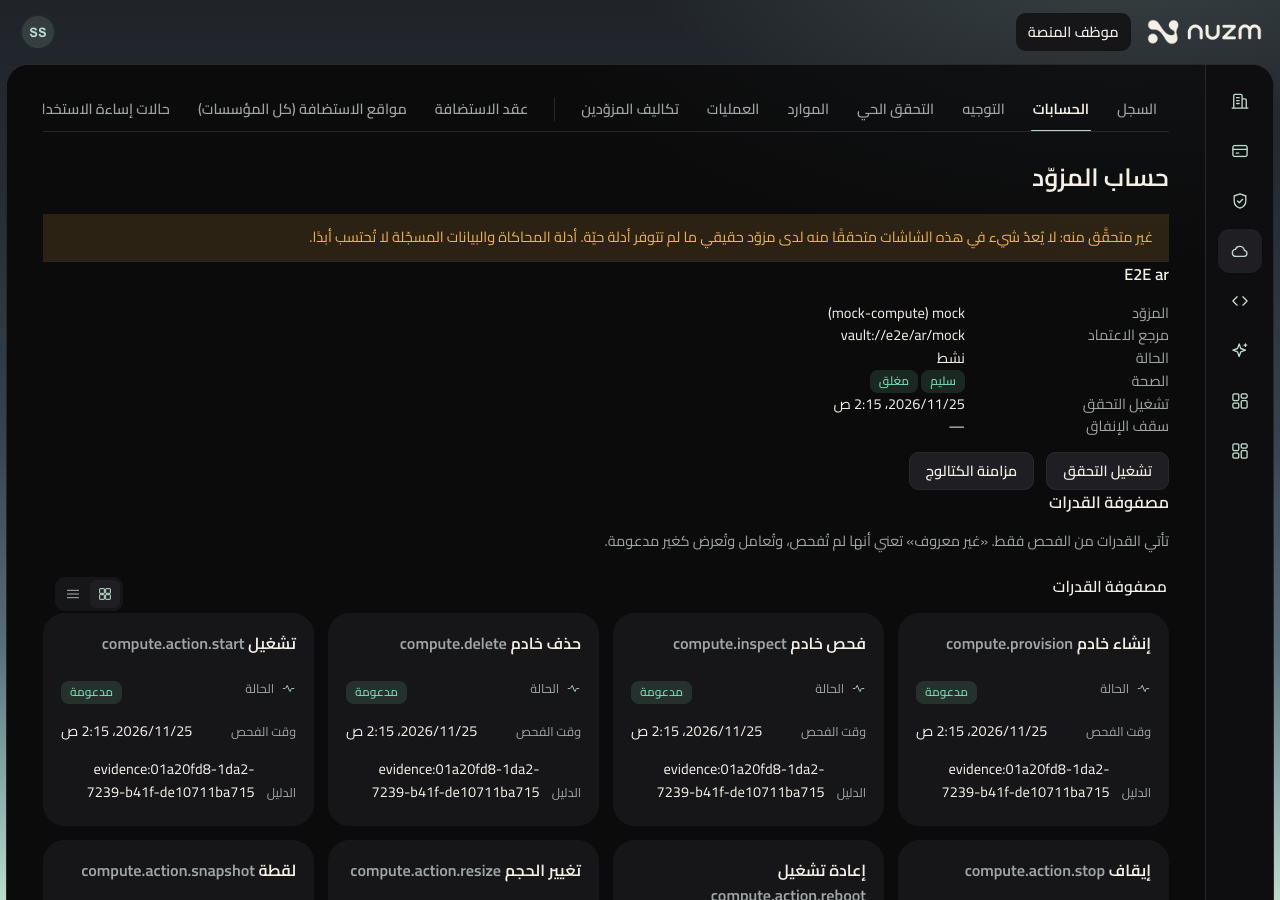 nuzm
موظف المنصة
SS
السجل
الحسابات
التوجيه
التحقق الحي
الموارد
العمليات
تكاليف المزوّدين
عقد الاستضافة
مواقع الاستضافة (كل المؤسسات)
حالات إساءة الاستخدا
حساب المزوّد
غير متحقَّق منه: لا يُعدّ شيء في هذه الشاشات متحققًا منه لدى مزوّد حقيقي ما لم تتوفر أدلة حيّة. أدلة المحاكاة والبيانات المسجّلة لا تُحتسب أبدًا.
E2E ar
المزوّد
mock (mock-compute)
مرجع الاعتماد
vault://e2e/ar/mock
الحالة
نشط
الصحة
سليم مغلق
تشغيل التحقق
2026/11/25، 2:15 ص
سقف الإنفاق
—
تشغيل التحقق
مزامنة الكتالوج
مصفوفة القدرات
تأتي القدرات من الفحص فقط. «غير معروف» تعني أنها لم تُفحص، وتُعامل وتُعرض كغير مدعومة.
مصفوفة القدرات
إنشاء خادم compute.provision
الحالة
مدعومة
وقت الفحص
2026/11/25، 2:15 ص
الدليل
evidence:01a20fd8-1da2-
7239-b41f-de10711ba715
فحص خادم compute.inspect
الحالة
مدعومة
وقت الفحص
2026/11/25، 2:15 ص
الدليل
evidence:01a20fd8-1da2-
7239-b41f-de10711ba715
حذف خادم compute.delete
الحالة
مدعومة
وقت الفحص
2026/11/25، 2:15 ص
الدليل
evidence:01a20fd8-1da2-
7239-b41f-de10711ba715
تشغيل compute.action.start
الحالة
مدعومة
وقت الفحص
2026/11/25، 2:15 ص
الدليل
evidence:01a20fd8-1da2-
7239-b41f-de10711ba715
إيقاف compute.action.stop
إعادة تشغيل
compute.action.reboot
تغيير الحجم compute.action.resize
لقطة compute.action.snapshot